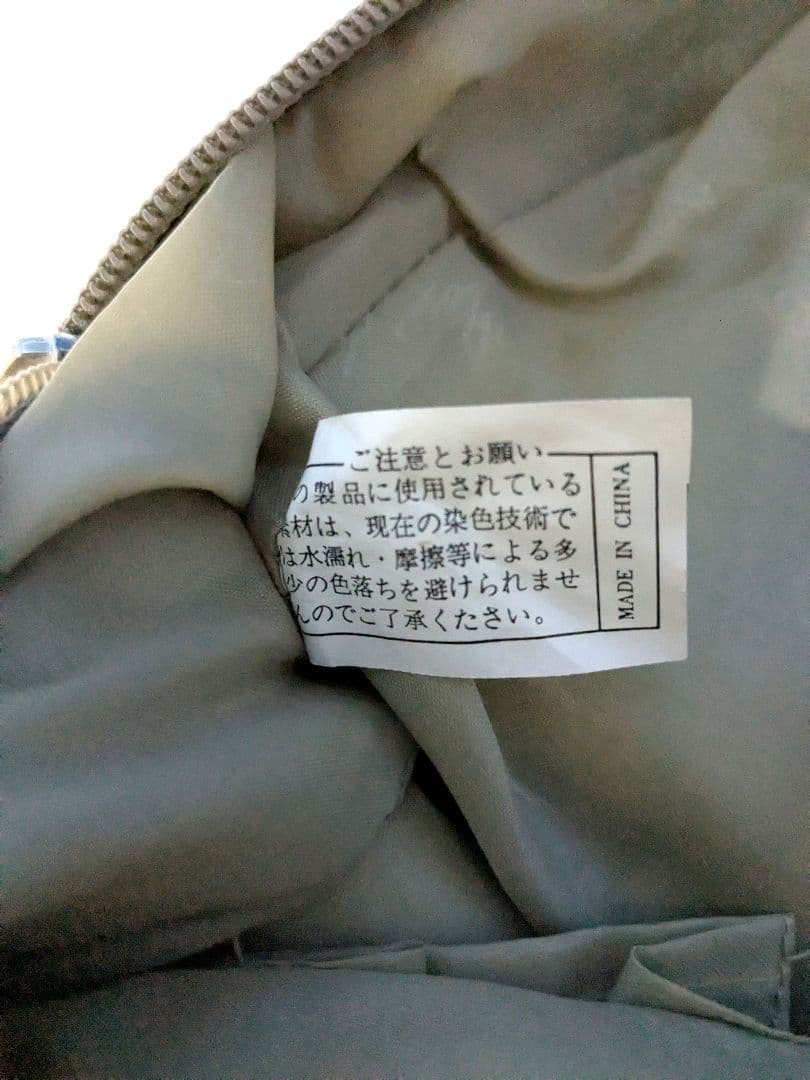 ご注意とお願い
の製品に使用されている
素材は、現在の染色技術で
は水濡れ・摩擦等による多
少の色落ちを避けられませ
んのでご了承ください。
MADE IN CHINA